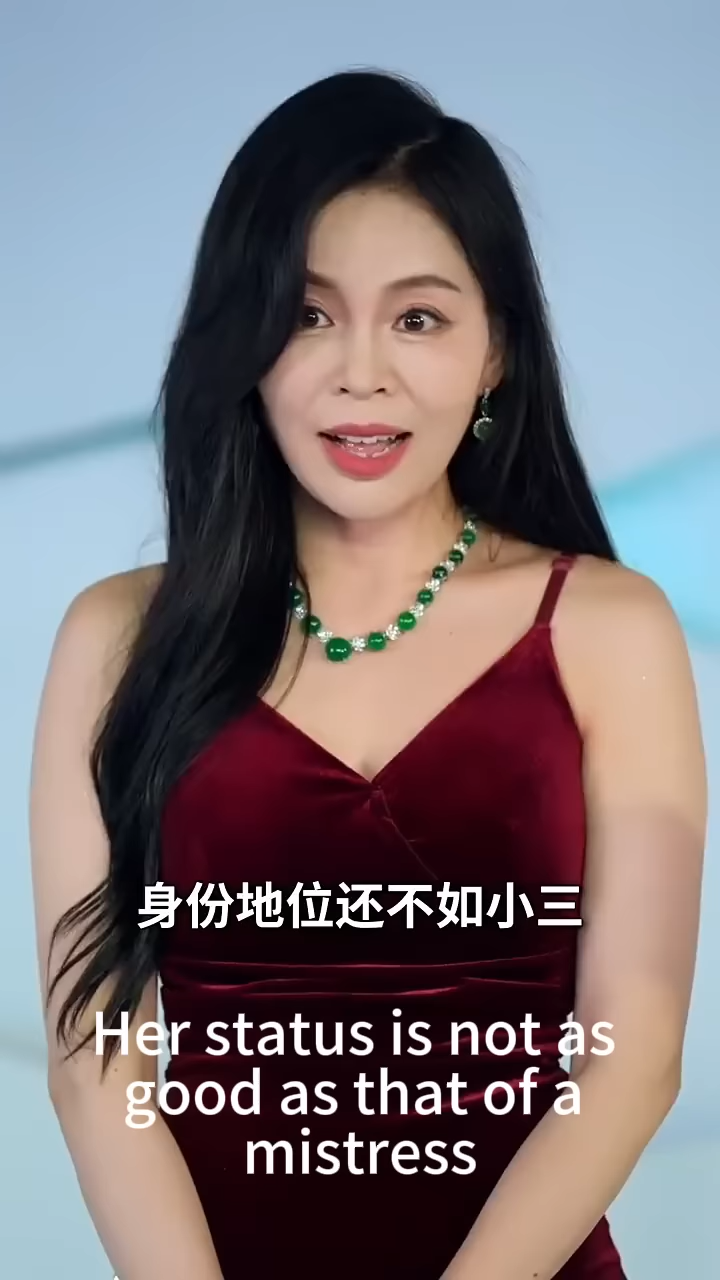 身份地位还不如小三
Her status is not as
good as that of a
mistress